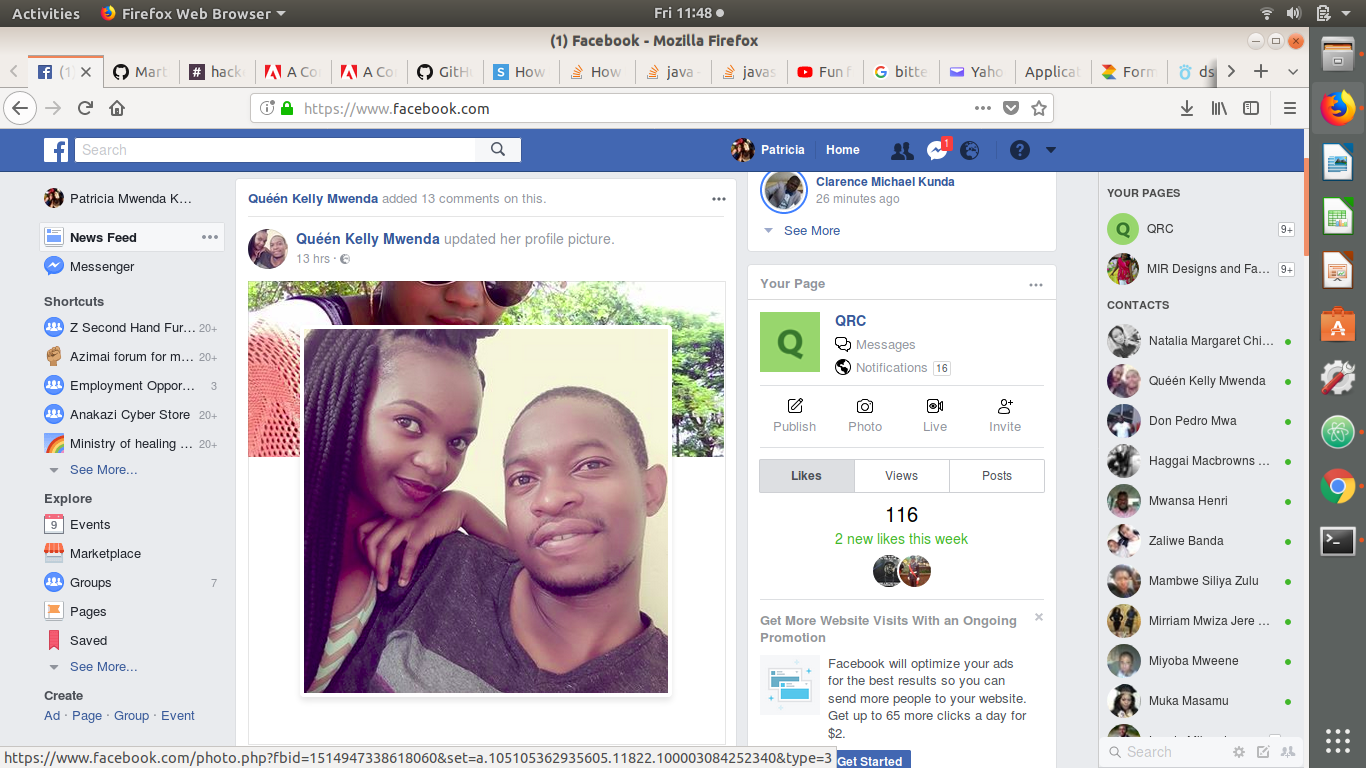 Activities Firefox Web Browser Fri 11:48
(1) Facebook - Mozilla Firefox
(1) Mart hack A Co A Co GitH How How java - javas Fun f bitte Yaho Applicat Form ds
https://www.facebook.com
Search Patricia Home 1
Patricia Mwenda K...
News Feed
Messenger
Shortcuts
Z Second Hand Fur... 20+
Azimai forum for m... 20+
Employment Oppor... 3
Anakazi Cyber Store 20+
Ministry of healing ... 20+
See More...
Explore
9 Events
Marketplace
Groups 7
Pages
Saved
See More...
Create
Ad · Page · Group · Event
Quéén Kelly Mwenda added 13 comments on this.
Quéén Kelly Mwenda updated her profile picture.
13 hrs ·
Clarence Michael Kunda
26 minutes ago
See More
Your Page
Q QRC
Messages
Notifications 16
Publish Photo Live Invite
Likes Views Posts
116
2 new likes this week
Get More Website Visits With an Ongoing
Promotion
Facebook will optimize your ads
for the best results so you can
send more people to your website.
Get up to 65 more clicks a day for
$2.
Get Started
YOUR PAGES
Q QRC 9+
MIR Designs and Fa... 9+
CONTACTS
Natalia Margaret Chi...
Quéén Kelly Mwenda
Don Pedro Mwa
Haggai Macbrowns ...
Mwansa Henri
Zaliwe Banda
Mambwe Siliya Zulu
Mirriam Mwiza Jere ...
Miyoba Mweene
Muka Masamu
Search
https://www.facebook.com/photo.php?fbid=1514947338618060&set=a.105105362935605.11822.100003084252340&type=3